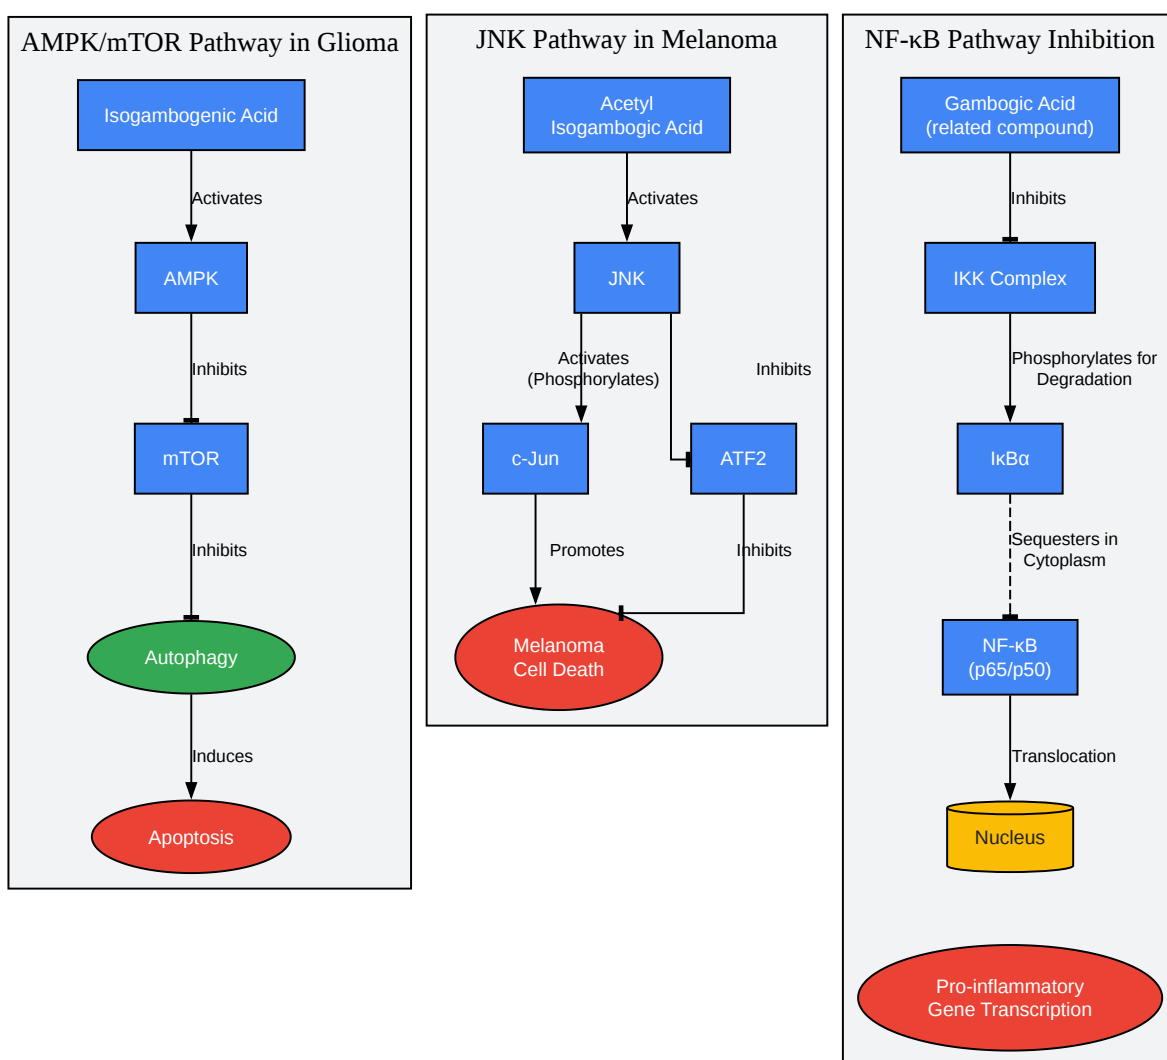 AMPK/mTOR Pathway in Glioma
Isogambogenic Acid
Activates
AMPK
Inhibits
mTOR
Inhibits
Autophagy
Induces
Apoptosis
JNK Pathway in Melanoma
Acetyl
Isogambogic Acid
Activates
JNK
Activates
(Phosphorylates)
Inhibits
c-Jun
ATF2
Promotes
Inhibits
Melanoma
Cell Death
NF-κB Pathway Inhibition
Gambogic Acid
(related compound)
Inhibits
IKK Complex
Phosphorylates for
Degradation
IκBα
Sequesters in
Cytoplasm
NF-κB
(p65/p50)
Translocation
Nucleus
Pro-inflammatory
Gene Transcription